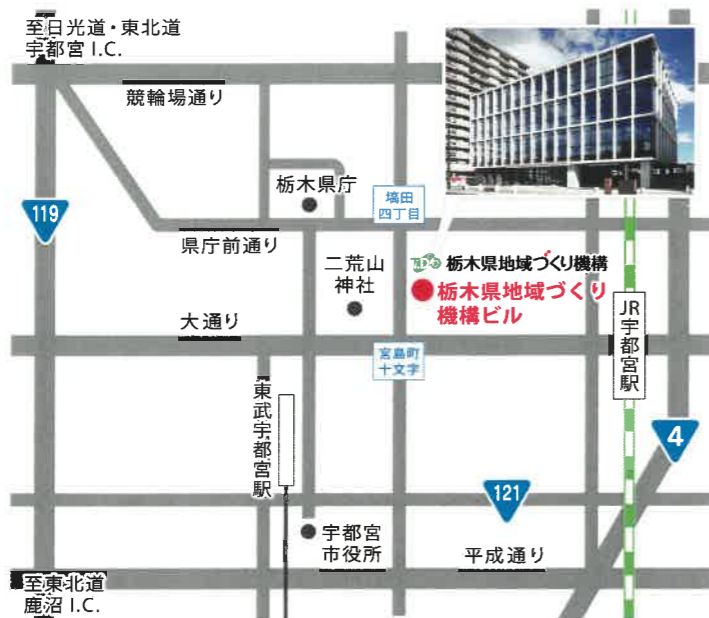 至日光道・東北道
宇都宮 I.C.
競輪場通り
栃木県庁
塙田
四丁目
119
県庁前通り
二荒山
神社
栃木県地域づくり機構
栃木県地域づくり
機構ビル
大通り
JR宇都宮駅
宮島町
十文字
東武宇都宮駅
4
121
宇都宮
市役所
平成通り
至東北道
鹿沼 I.C.